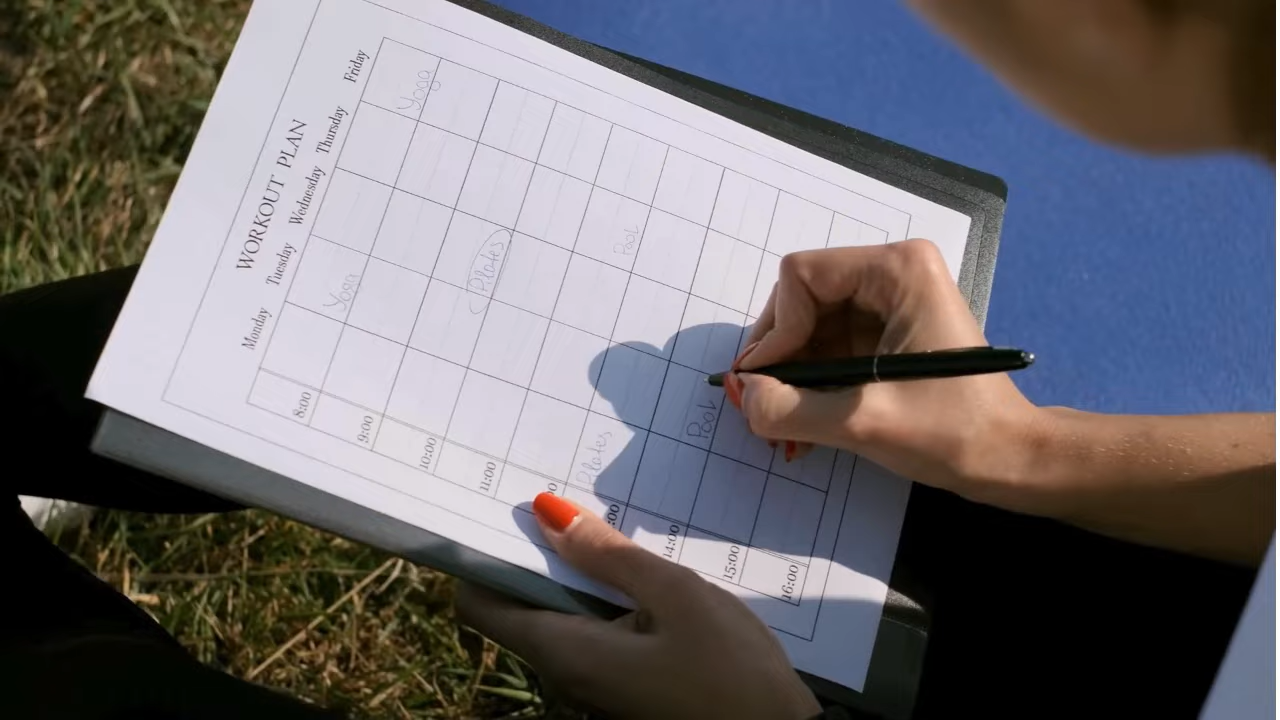 WORKOUT PLAN
Monday Tuesday Wednesday Thursday Friday
8:00 Yoga Yoga
9:00
10:00 Pilates
11:00
Pool
:00 Pilates
14:00 Pool
15:00
16:00